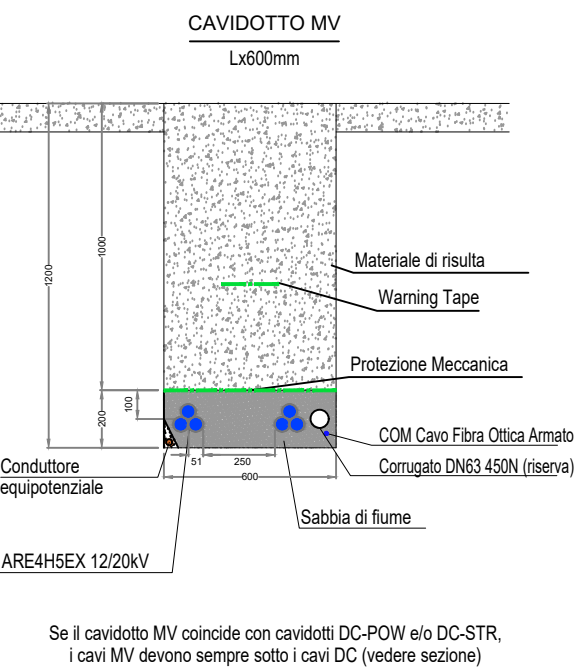 CAVIDOTTO MV
Lx600mm
1200
1000
Materiale di risulta
Warning Tape
Protezione Meccanica
200
100
COM Cavo Fibra Ottica Armato
Conduttore
equipotenziale
51
250
600
Corrugato DN63 450N (riserva)
Sabbia di fiume
ARE4H5EX 12/20kV
Se il cavidotto MV coincide con cavidotti DC-POW e/o DC-STR,
i cavi MV devono sempre sotto i cavi DC (vedere sezione)